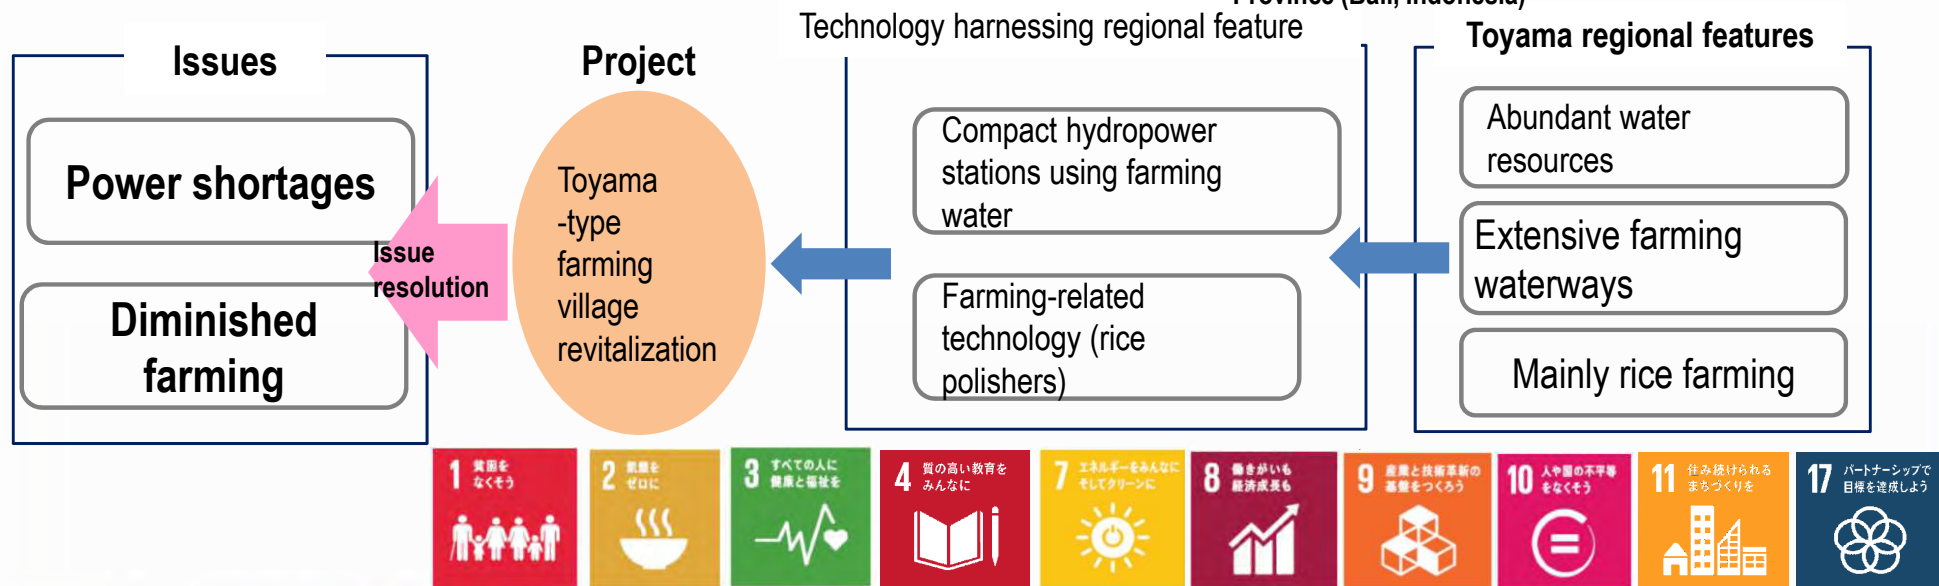 Province (Bali, Indonesia)
Technology harnessing regional feature
Toyama regional features
Issues
Project
Power shortages
Diminished
farming
Issue
resolution
Toyama
-type
farming
village
revitalization
Compact hydropower
stations using farming
water
Farming-related
technology (rice
polishers)
Abundant water
resources
Extensive farming
waterways
Mainly rice farming
1 貧困を
なくそう
2 飢餓を
ゼロに
3 すべての人に
健康と福祉を
4 質の高い教育を
みんなに
7 エネルギーをみんなに
そしてクリーンに
8 働きがいも
経済成長も
9 産業と技術革新の
基盤をつくろう
10 人や国の不平等
をなくそう
11 住み続けられる
まちづくりを
17 パートナーシップで
目標を達成しよう